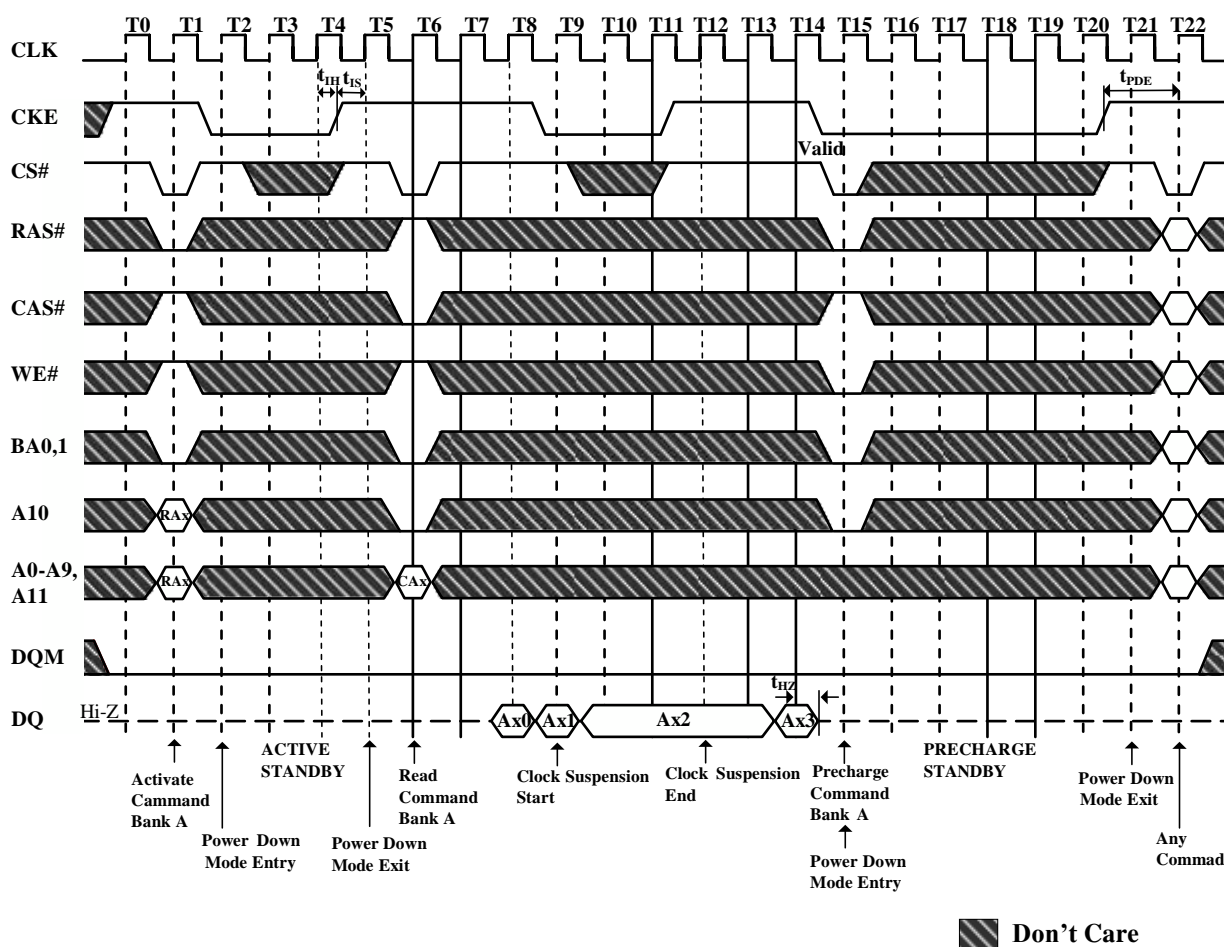 T0 T1 T2 T3 T4 T5 T6 T7 T8 T9 T10 T11 T12 T13 T14 T15 T16 T17 T18 T19 T20 T21 T22
CLK
tIH tIS
tPDE
CKE
Valid
CS#
RAS#
CAS#
WE#
BA0,1
A10
RAx
A0-A9,
A11
RAx
CAx
DQM
tHZ
DQ
Hi-Z
Ax0 Ax1 Ax2 Ax3
Activate
Cammand
Bank A
Power Down
Mode Entry
ACTIVE
STANDBY
Power Down
Mode Exit
Read
Command
Bank A
Clock Suspension
Start
Clock Suspension
End
Precharge
Command
Bank A
Power Down
Mode Entry
PRECHARGE
STANDBY
Power Down
Mode Exit
Any
Commad
Don't Care